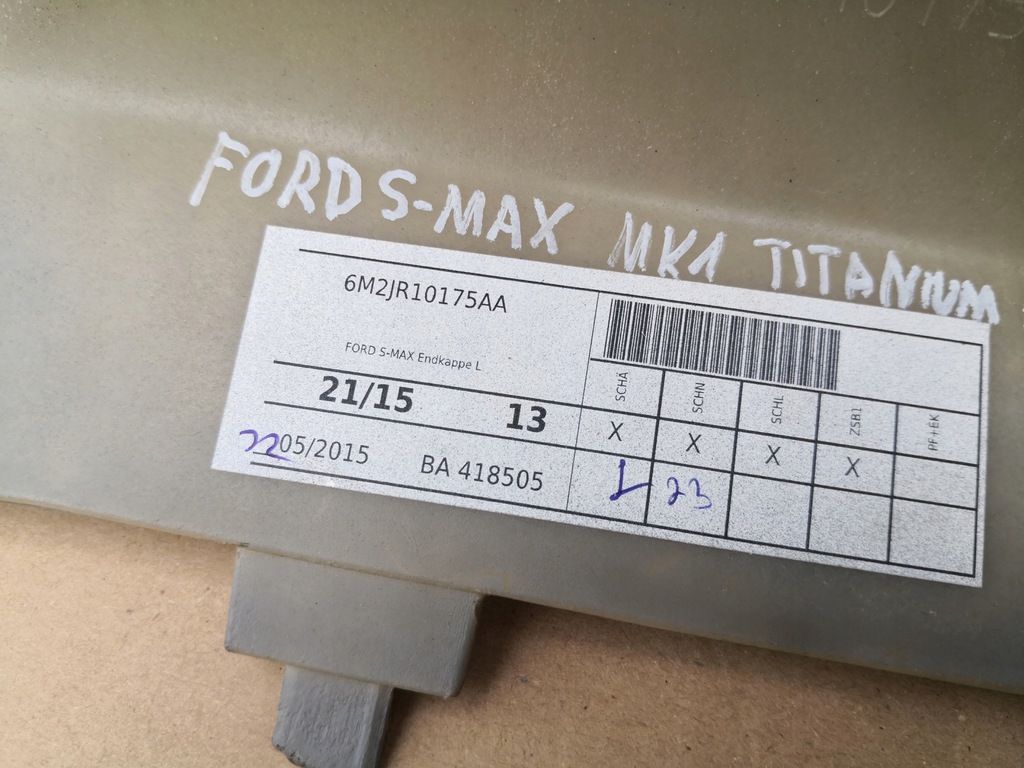 FORD S-MAX MK1 TITANIUM
6M2JR10175AA
FORD S-MAX Endkappe L
21/15 13
22 05/2015 BA 418505
SCHÄ SCHN SCHL ZSB1 PF+EK
X X X X
23